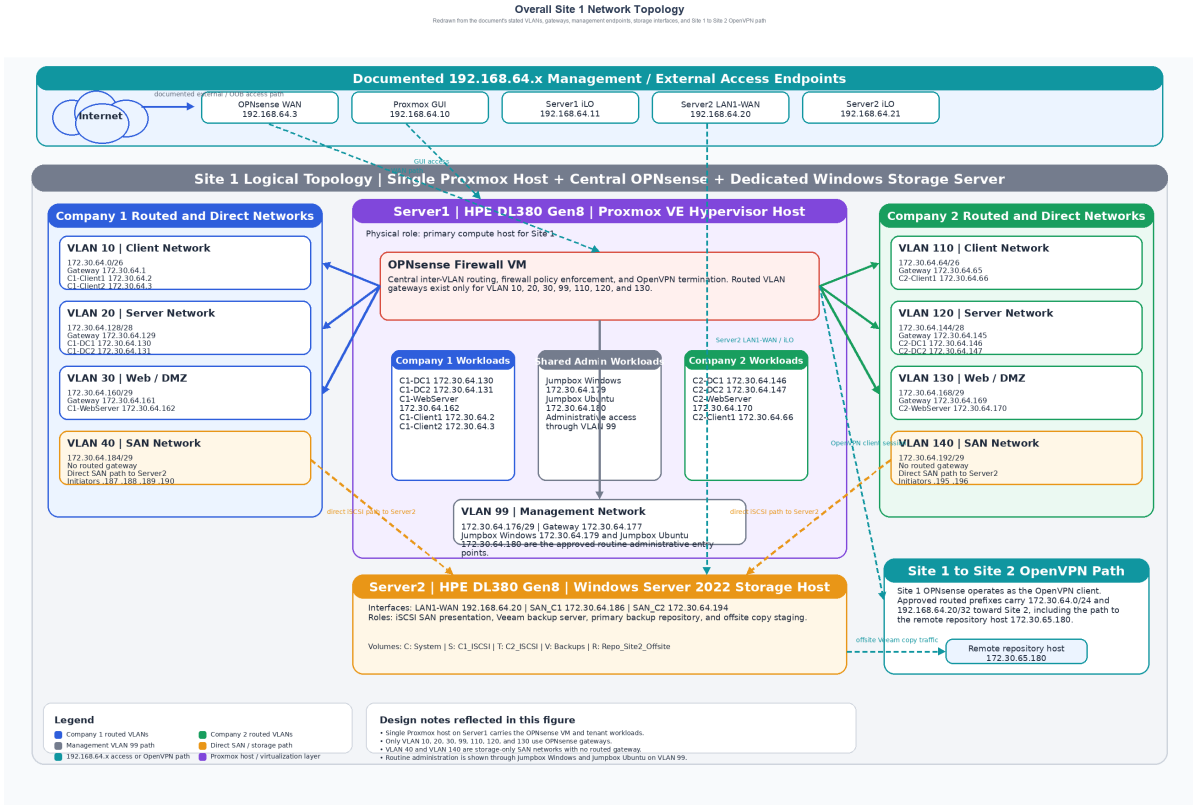 Overall Site 1 Network Topology
Redrawn from the document's stated VLANs, gateways, management endpoints, storage interfaces, and Site 1 to Site 2 OpenVPN path
Documented 192.168.64.x Management / External Access Endpoints
documented external / OOB access path
Internet
OPNsense WAN
192.168.64.3
Proxmox GUI
192.168.64.10
Server1 iLO
192.168.64.11
Server2 LAN1-WAN
192.168.64.20
Server2 iLO
192.168.64.21
GUI access
Site 1 Logical Topology | Single Proxmox Host + Central OPNsense + Dedicated Windows Storage Server
Company 1 Routed and Direct Networks
VLAN 10 | Client Network
172.30.64.0/26
Gateway 172.30.64.1
C1-Client1 172.30.64.2
C1-Client2 172.30.64.3
VLAN 20 | Server Network
172.30.64.128/28
Gateway 172.30.64.129
C1-DC1 172.30.64.130
C1-DC2 172.30.64.131
VLAN 30 | Web / DMZ
172.30.64.160/29
Gateway 172.30.64.161
C1-WebServer 172.30.64.162
VLAN 40 | SAN Network
172.30.64.184/29
No routed gateway
Direct SAN path to Server2
Initiators .187 .188 .189 .190
Server1 | HPE DL380 Gen8 | Proxmox VE Hypervisor Host
Physical role: primary compute host for Site 1
OPNsense Firewall VM
Central inter-VLAN routing, firewall policy enforcement, and OpenVPN termination. Routed VLAN
gateways exist only for VLAN 10, 20, 30, 99, 110, 120, and 130.
Server2 LAN1-WAN / iLO
Company 1 Workloads
C1-DC1 172.30.64.130
C1-DC2 172.30.64.131
C1-WebServer
172.30.64.162
C1-Client1 172.30.64.2
C1-Client2 172.30.64.3
Shared Admin Workloads
Jumpbox Windows
172.30.64.179
Jumpbox Ubuntu
172.30.64.180
Administrative access
through VLAN 99
Company 2 Workloads
C2-DC1 172.30.64.146
C2-DC2 172.30.64.147
C2-WebServer
172.30.64.170
C2-Client1 172.30.64.66
VLAN 99 | Management Network
172.30.64.176/29 | Gateway 172.30.64.177
Jumpbox Windows 172.30.64.179 and Jumpbox Ubuntu
172.30.64.180 are the approved routine administrative entry
points.
Company 2 Routed and Direct Networks
VLAN 110 | Client Network
172.30.64.64/26
Gateway 172.30.64.65
C2-Client1 172.30.64.66
VLAN 120 | Server Network
172.30.64.144/28
Gateway 172.30.64.145
C2-DC1 172.30.64.146
C2-DC2 172.30.64.147
VLAN 130 | Web / DMZ
172.30.64.168/29
Gateway 172.30.64.169
C2-WebServer 172.30.64.170
OpenVPN client
VLAN 140 | SAN Network
172.30.64.192/29
No routed gateway
Direct SAN path to Server2
Initiators .195 .196
direct iSCSI path to Server2
direct iSCSI path to Server2
Server2 | HPE DL380 Gen8 | Windows Server 2022 Storage Host
Interfaces: LAN1-WAN 192.168.64.20 | SAN_C1 172.30.64.186 | SAN_C2 172.30.64.194
Roles: iSCSI SAN presentation, Veeam backup server, primary backup repository, and offsite copy staging.
Volumes: C: System | S: C1_ISCSI | T: C2_ISCSI | V: Backups | R: Repo_Site2_Offsite
Site 1 to Site 2 OpenVPN Path
Site 1 OPNsense operates as the OpenVPN client.
Approved routed prefixes carry 172.30.64.0/24 and
192.168.64.20/32 toward Site 2, including the path to
the remote repository host 172.30.65.180.
offsite Veeam copy traffic
Remote repository host
172.30.65.180
Legend
Company 1 routed VLANs
Company 2 routed VLANs
Management VLAN 99 path
Direct SAN / storage path
192.168.64.x access or OpenVPN path
Proxmox host / virtualization layer
Design notes reflected in this figure
• Single Proxmox host on Server1 carries the OPNsense VM and tenant workloads.
• Only VLAN 10, 20, 30, 99, 110, 120, and 130 use OPNsense gateways.
• VLAN 40 and VLAN 140 are storage-only SAN networks with no routed gateway.
• Routine administration is shown through Jumpbox Windows and Jumpbox Ubuntu on VLAN 99.